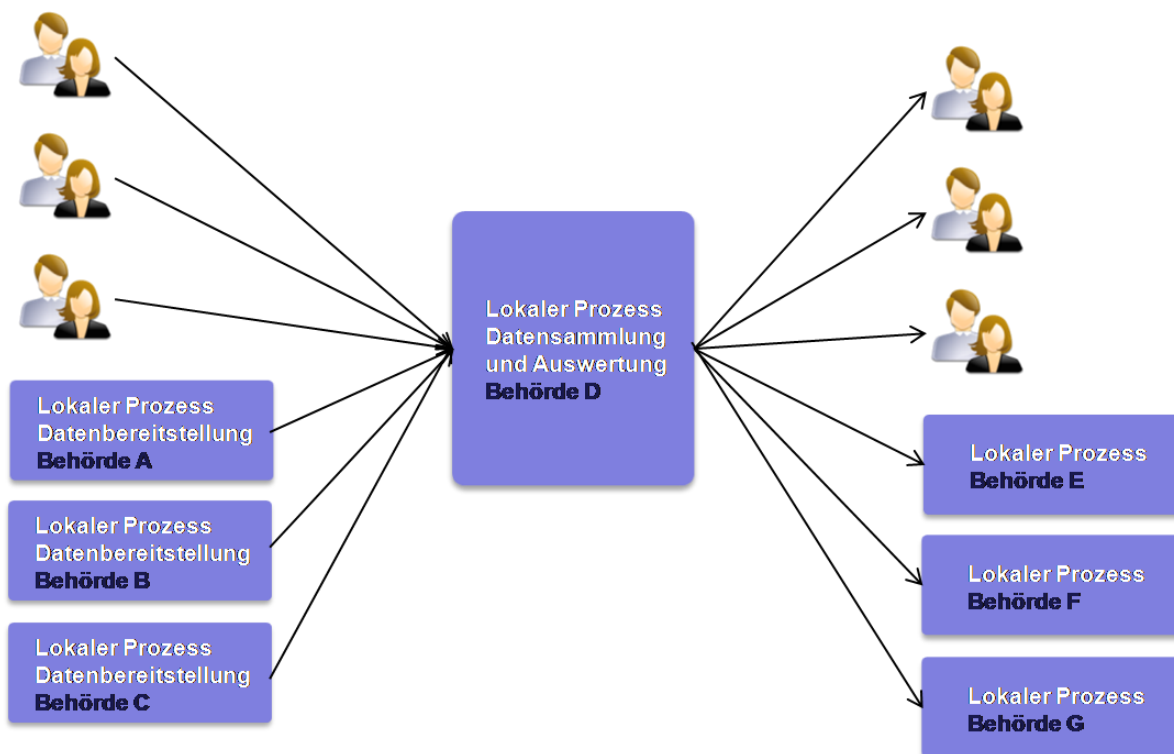 Lokaler Prozess
Datensammlung
und Auswertung
Behörde D
Lokaler Prozess
Datenbereitstellung
Behörde A
Lokaler Prozess
Datenbereitstellung
Behörde B
Lokaler Prozess
Datenbereitstellung
Behörde C
Lokaler Prozess
Behörde E
Lokaler Prozess
Behörde F
Lokaler Prozess
Behörde G